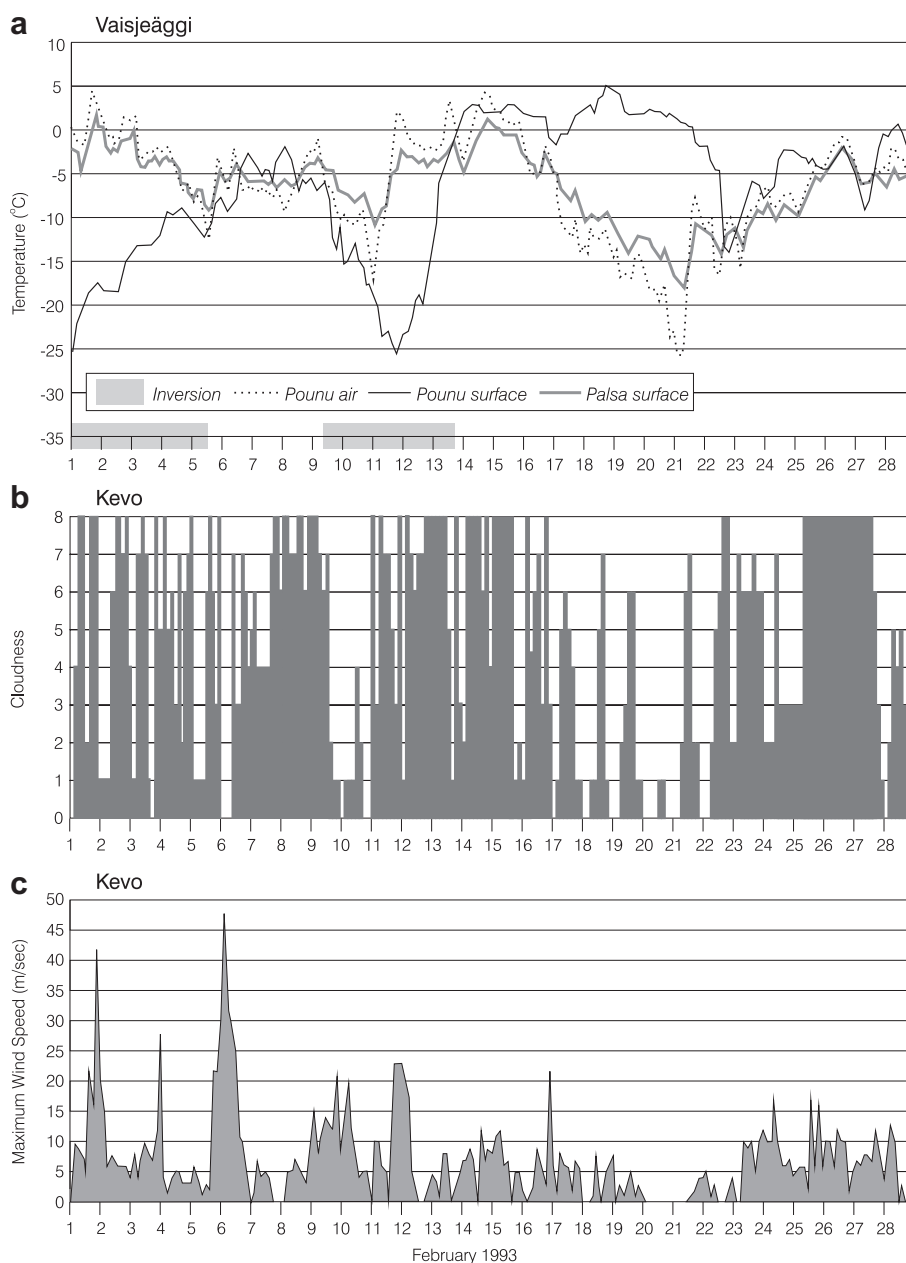 a Vaisjeäggi
10
5
0
-5
-10
-15
-20
-25
-30
-35
Temperature (°C)
Inversion Pounu air Pounu surface Palsa surface
1 2 3 4 5 6 7 8 9 10 11 12 13 14 15 16 17 18 19 20 21 22 23 24 25 26 27 28
b Kevo
8
7
6
5
4
3
2
1
0
Cloudness
1 2 3 4 5 6 7 8 9 10 11 12 13 14 15 16 17 18 19 20 21 22 23 24 25 26 27 28
c Kevo
50
45
40
35
30
25
20
15
10
5
0
Maximum Wind Speed (m/sec)
1 2 3 4 5 6 7 8 9 10 11 12 13 14 15 16 17 18 19 20 21 22 23 24 25 26 27 28
February 1993